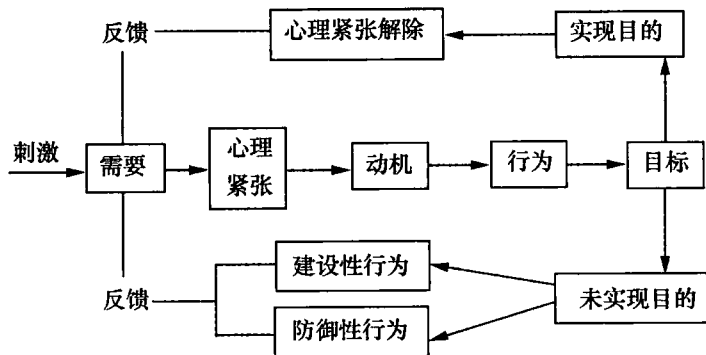 反馈
心理紧张解除
实现目的
刺激
需要
心理
紧张
动机
行为
目标
建设性行为
反馈
防御性行为
未实现目的